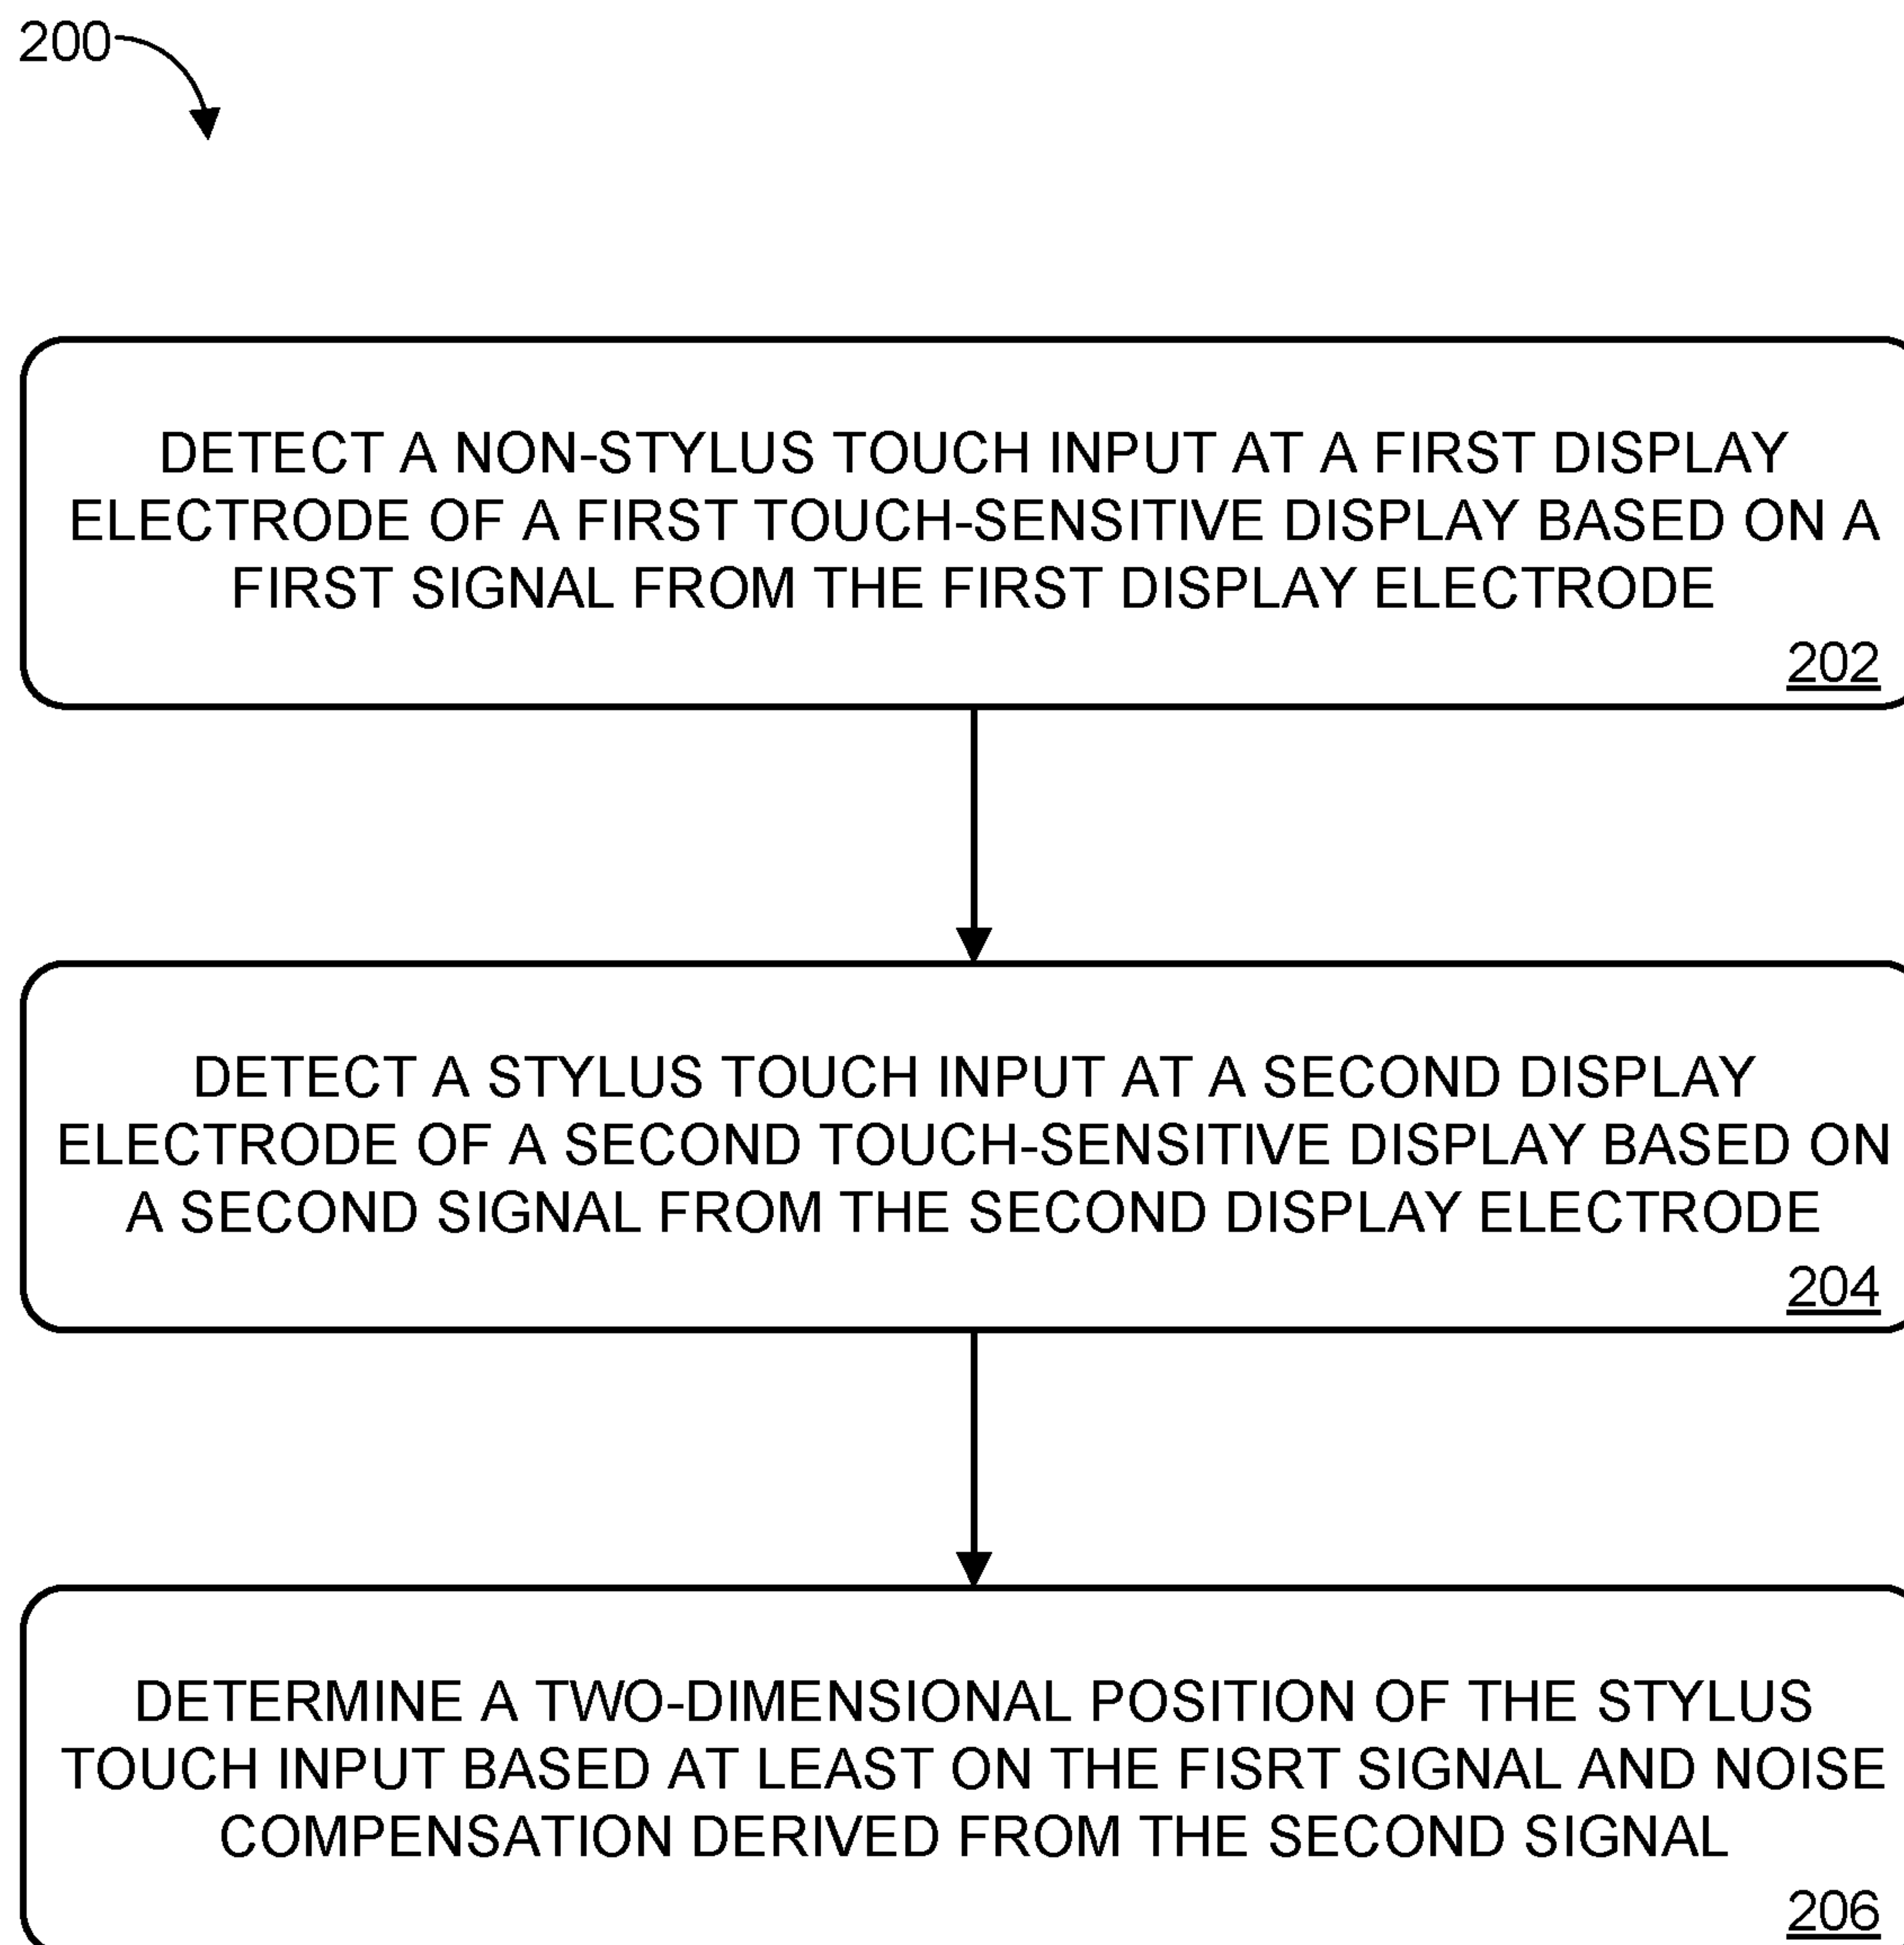 200
DETECT A NON-STYLUS TOUCH INPUT AT A FIRST DISPLAY
ELECTRODE OF A FIRST TOUCH-SENSITIVE DISPLAY BASED ON A
FIRST SIGNAL FROM THE FIRST DISPLAY ELECTRODE
202
DETECT A STYLUS TOUCH INPUT AT A SECOND DISPLAY
ELECTRODE OF A SECOND TOUCH-SENSITIVE DISPLAY BASED ON
A SECOND SIGNAL FROM THE SECOND DISPLAY ELECTRODE
204
DETERMINE A TWO-DIMENSIONAL POSITION OF THE STYLUS
TOUCH INPUT BASED AT LEAST ON THE FISRT SIGNAL AND NOISE
COMPENSATION DERIVED FROM THE SECOND SIGNAL
206